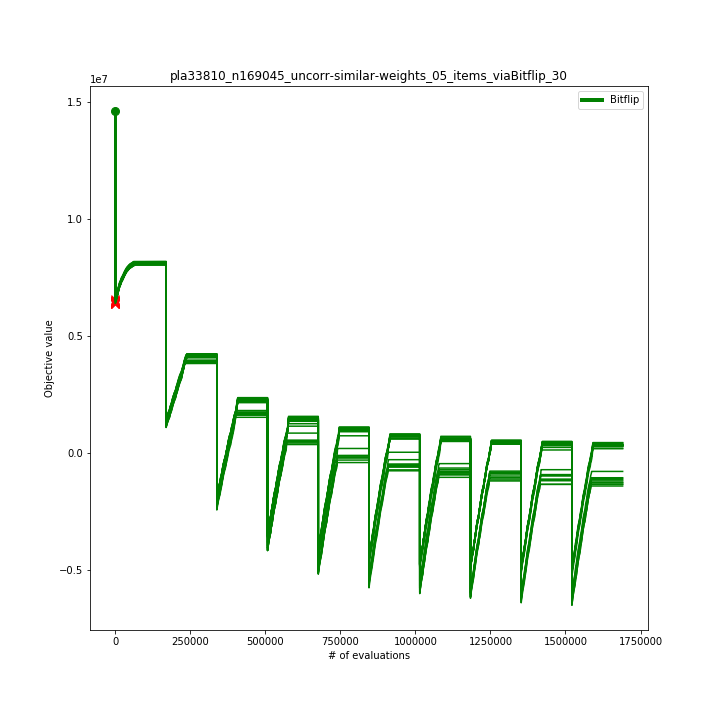 pla33810_n169045_uncorr-similar-weights_05_items_viaBitflip_30
1e7
Bitflip
1.5
1.0
0.5
0.0
−0.5
Objective value
0
250000
500000
750000
1000000
1250000
1500000
1750000
# of evaluations